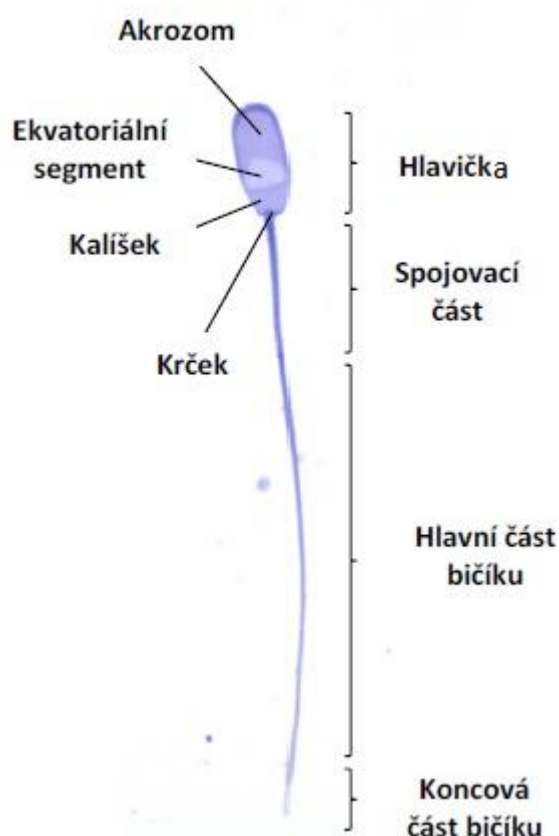 Akrozom
Ekvatoriální
segment
Hlavička
Kalíšek
Spojovací
část
Krček
Hlavní část
bičíku
Koncová
část bičíku